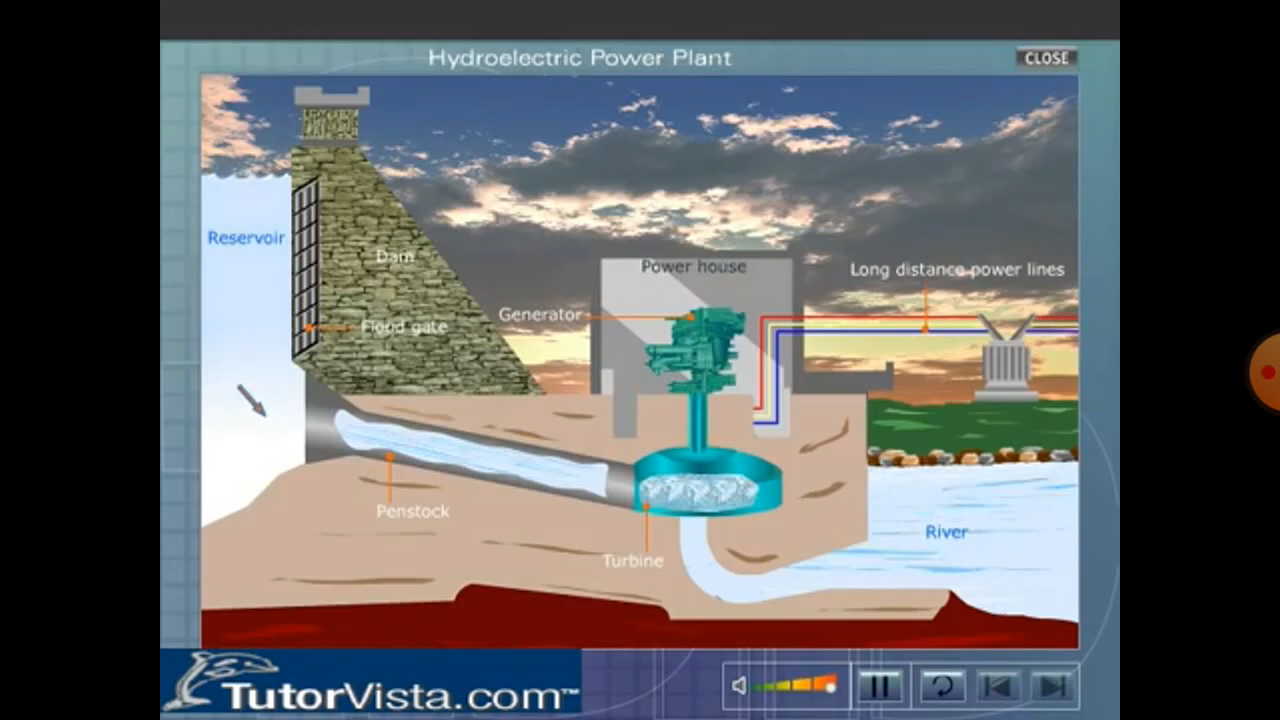 Hydroelectric Power Plant
CLOSE
Reservoir
Dam
Power house
Long distance power lines
Generator
Flood gate
Penstock
River
Turbine
TutorVista.com™